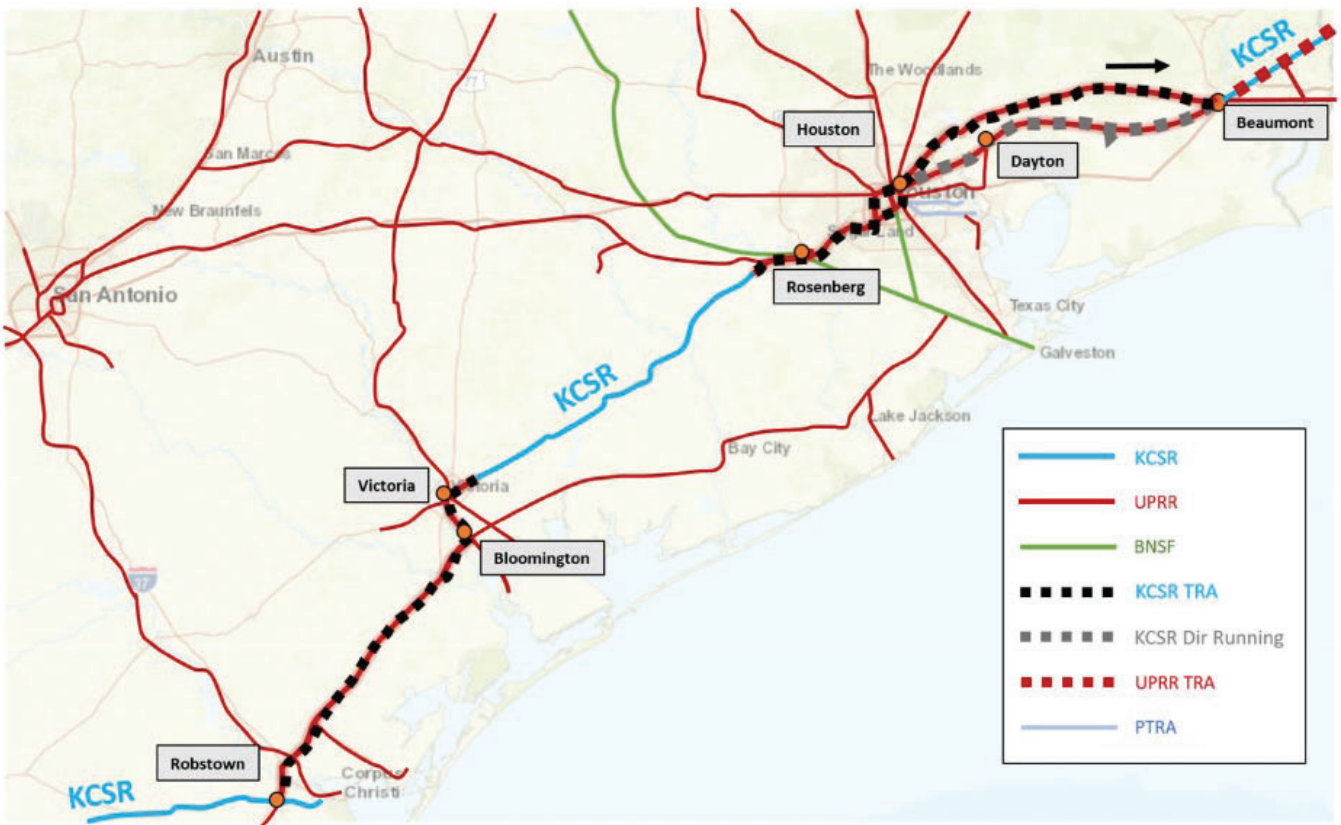 KCSR
Austin
77
The Woodlands
Houston
Beaumont
San Marcos
Dayton
Houston
New Braunfels
Sugar Land
San Antonio
Rosenberg
Texas City
Galveston
KCSR
Lake Jackson
Bay City
Victoria
Victoria
Bloomington
37
Robstown
Corpus
Christi
KCSR
KCSR
UPRR
BNSF
KCSR TRA
KCSR Dir Running
UPRR TRA
PTRA